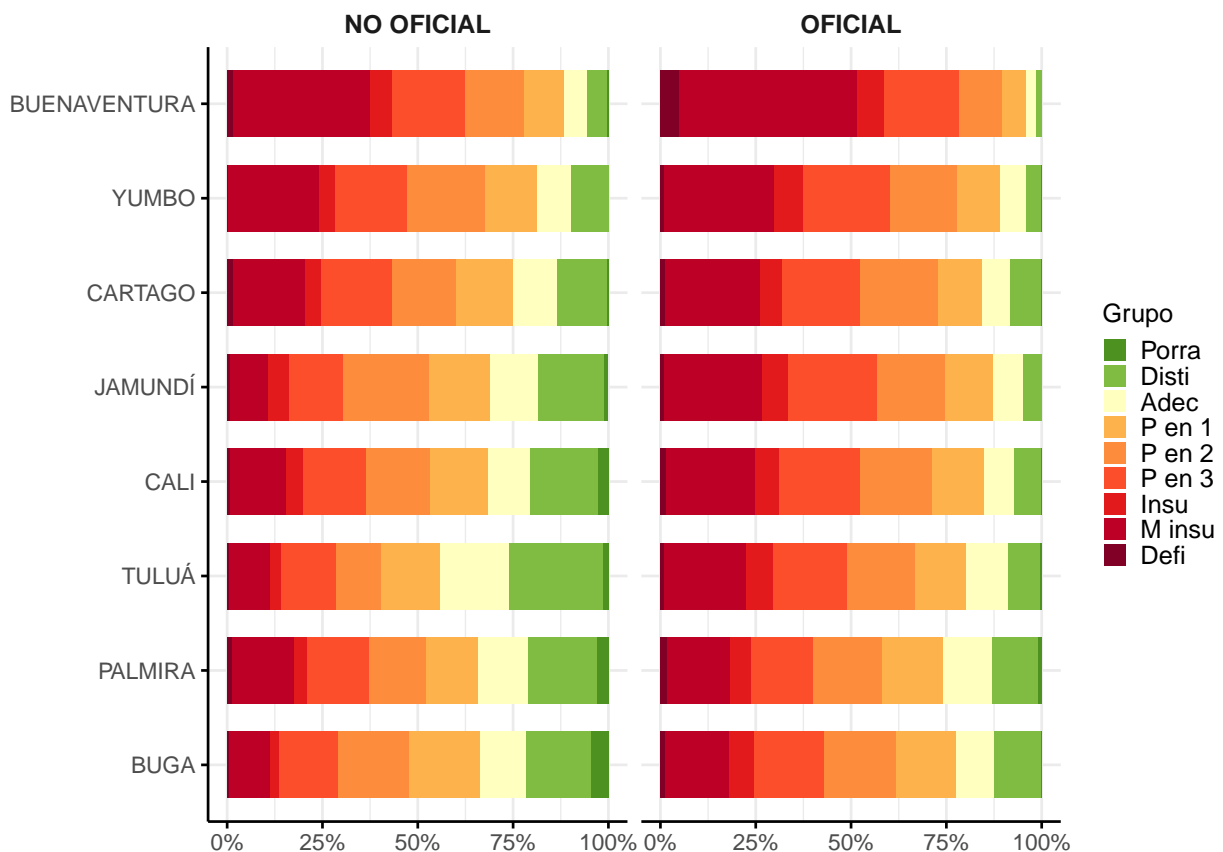 NO OFICIAL
OFICIAL
BUENAVENTURA
YUMBO
CARTAGO
JAMUNDÍ
CALI
TULUÁ
PALMIRA
BUGA
0% 25% 50% 75% 100%
0% 25% 50% 75% 100%
Grupo
Porra
Disti
Adec
P en 1
P en 2
P en 3
Insu
M insu
Defi